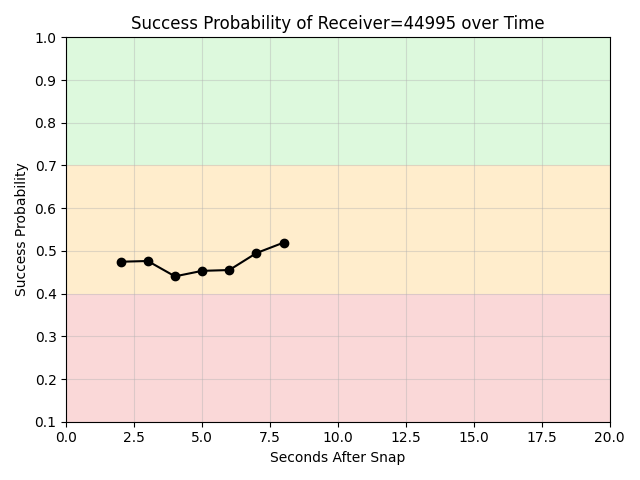 Success Probability of Receiver=44995 over Time
1.0
0.9
0.8
0.7
0.6
0.5
0.4
0.3
0.2
0.1
Success Probability
0.0 2.5 5.0 7.5 10.0 12.5 15.0 17.5 20.0
Seconds After Snap